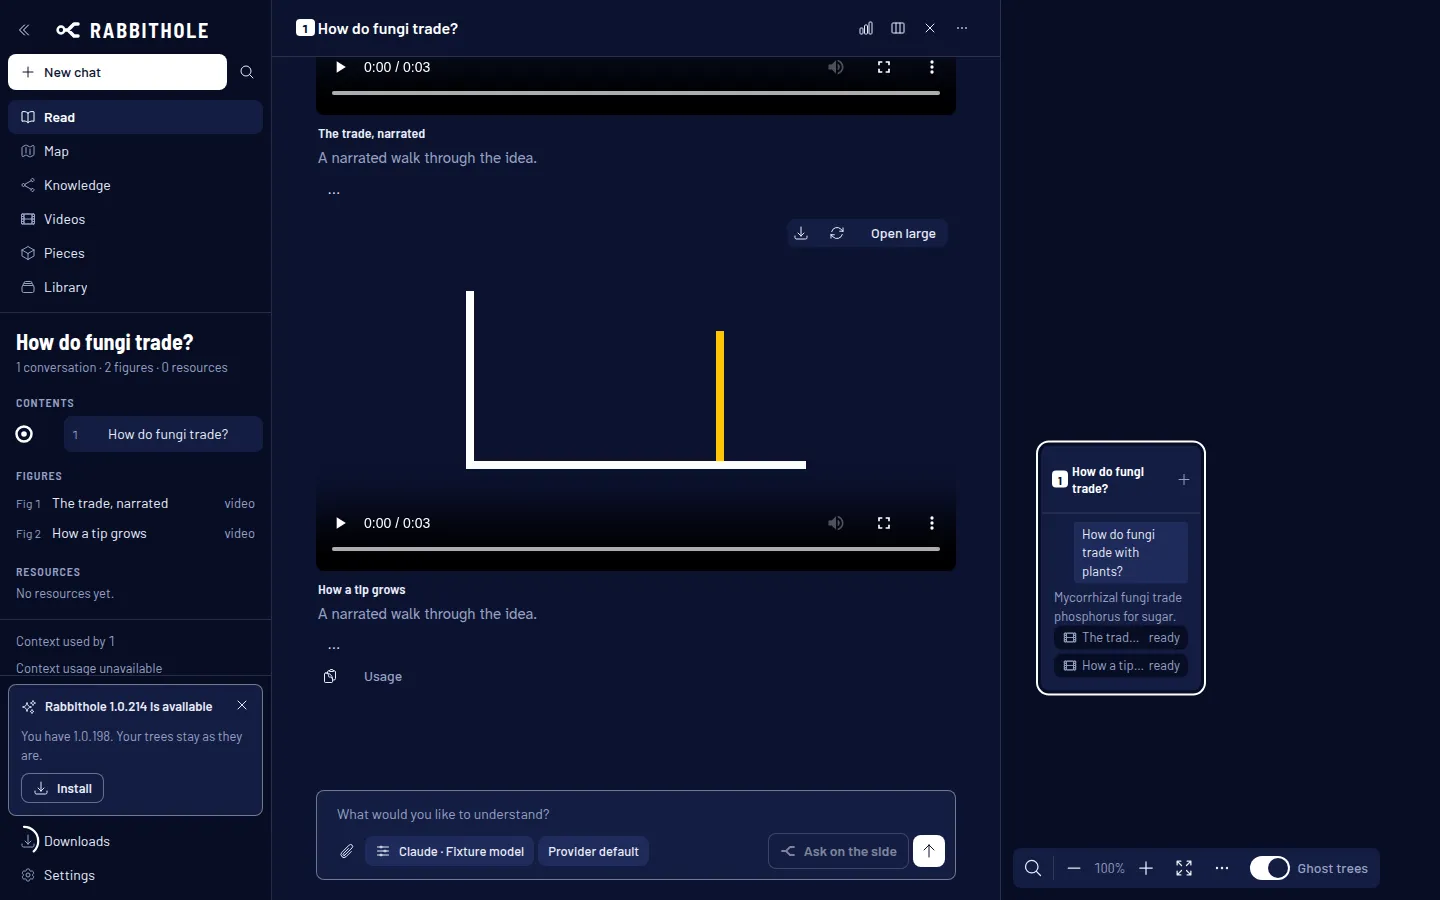 RABBITHOLE
New chat
Read
Map
Knowledge
Videos
Pieces
Library
How do fungi trade?
1 conversation · 2 figures · 0 resources
CONTENTS
1 How do fungi trade?
FIGURES
Fig 1 The trade, narrated video
Fig 2 How a tip grows video
RESOURCES
No resources yet.
Context used by 1
Context usage unavailable
Rabbithole 1.0.214 is available
You have 1.0.198. Your trees stay as they
are.
Install
Downloads
Settings
1 How do fungi trade?
0:00 / 0:03
The trade, narrated
A narrated walk through the idea.
...
Open large
0:00 / 0:03
How a tip grows
A narrated walk through the idea.
...
Usage
What would you like to understand?
Claude · Fixture model
Provider default
Ask on the side
1 How do fungi
trade?
How do fungi
trade with
plants?
Mycorrhizal fungi trade
phosphorus for sugar.
The trad... ready
How a tip... ready
100%
Ghost trees